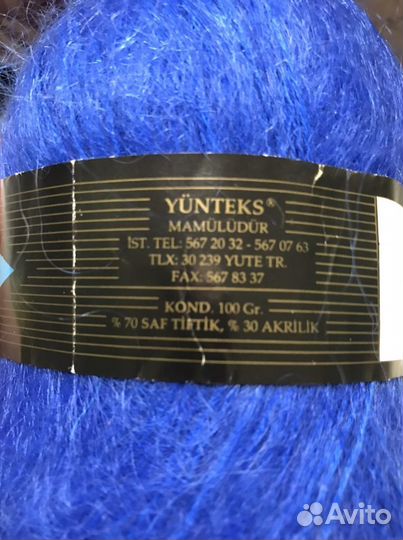 YÜNTEKS®
MAMÜLÜDÜR
İST. TEL: 567 20 32 - 567 07 63
TLX: 30 239 YUTE TR.
FAX: 567 83 37
KOND. 100 Gr.
% 70 SAF TİFTİK, % 30 AKRİLİK
Avito